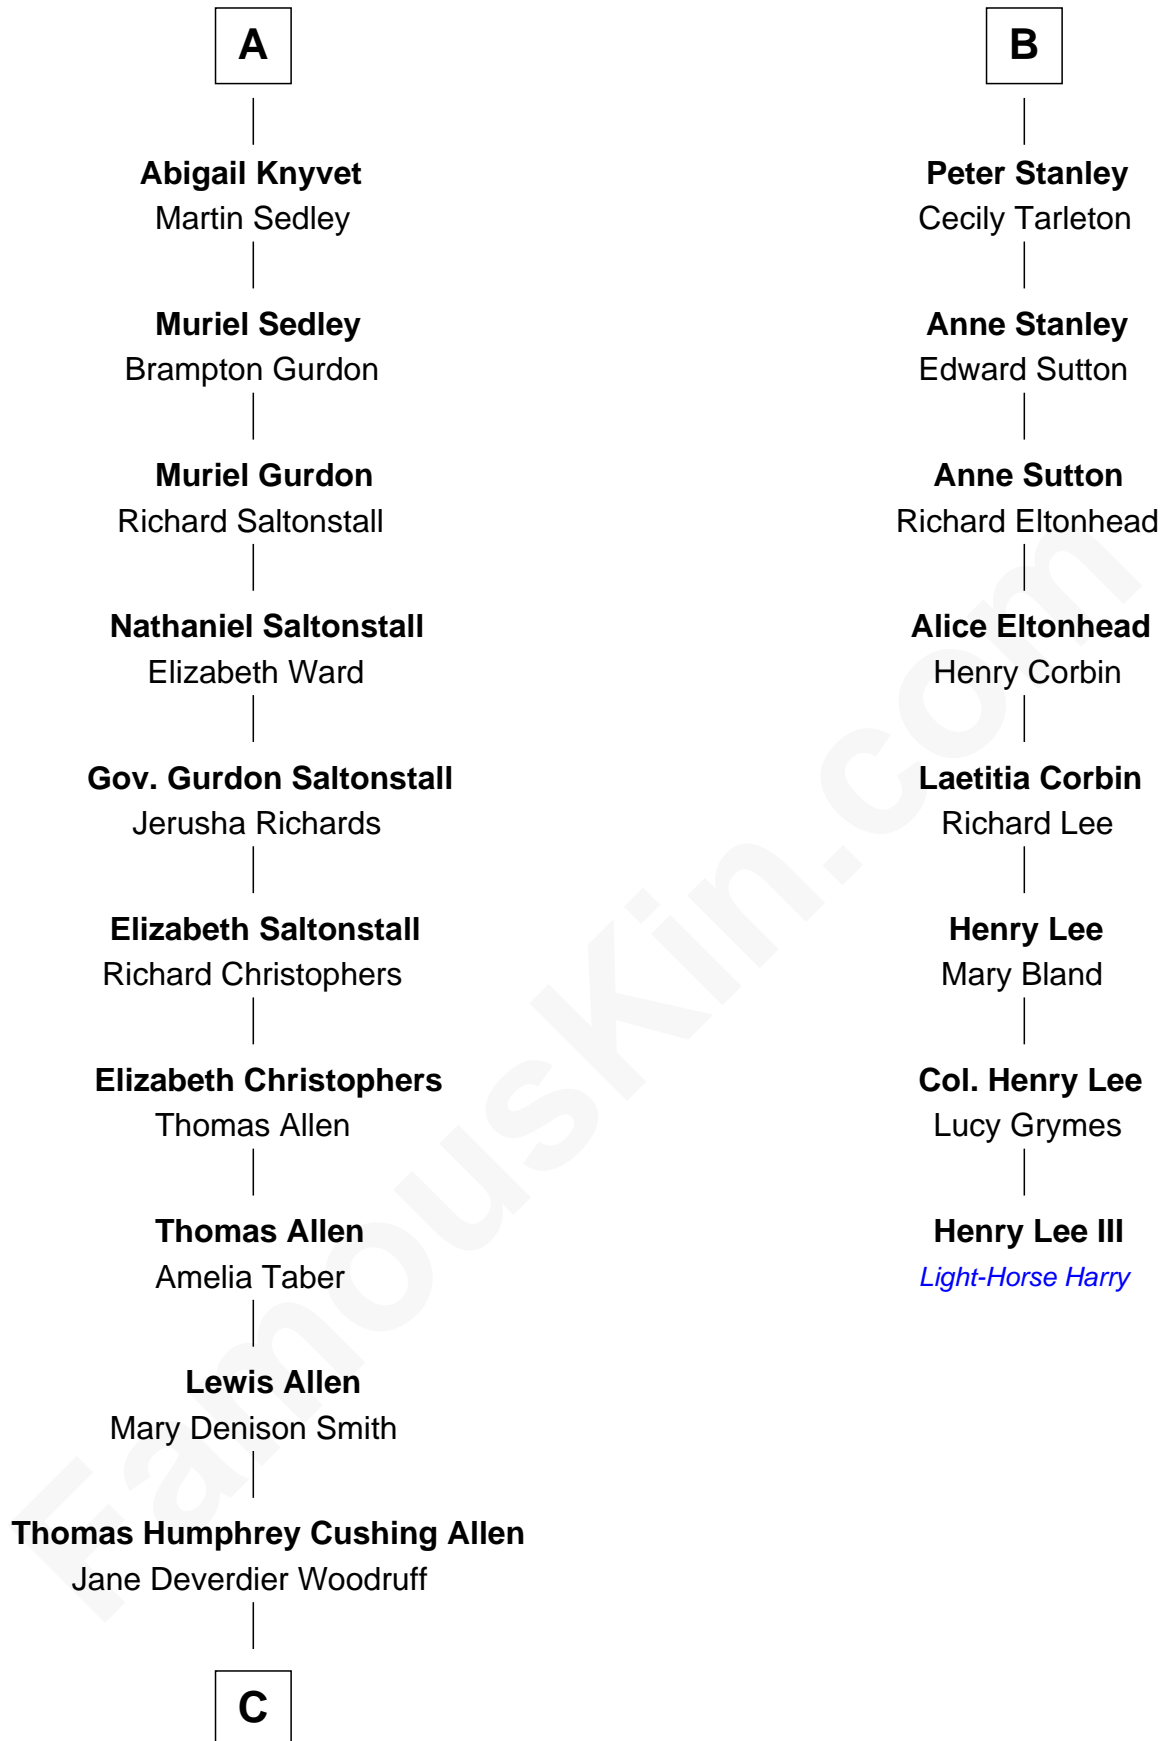 A
Abigail Knyvet
Martin Sedley
Muriel Sedley
Brampton Gurdon
Muriel Gurdon
Richard Saltonstall
Nathaniel Saltonstall
Elizabeth Ward
Gov. Gurdon Saltonstall
Jerusha Richards
Elizabeth Saltonstall
Richard Christophers
Elizabeth Christophers
Thomas Allen
Thomas Allen
Amelia Taber
Lewis Allen
Mary Denison Smith
Thomas Humphrey Cushing Allen
Jane Deverdier Woodruff
C
B
Peter Stanley
Cecily Tarleton
Anne Stanley
Edward Sutton
Anne Sutton
Richard Eltonhead
Alice Eltonhead
Henry Corbin
Laetitia Corbin
Richard Lee
Henry Lee
Mary Bland
Col. Henry Lee
Lucy Grymes
Henry Lee III
Light-Horse Harry
FamousKin.com